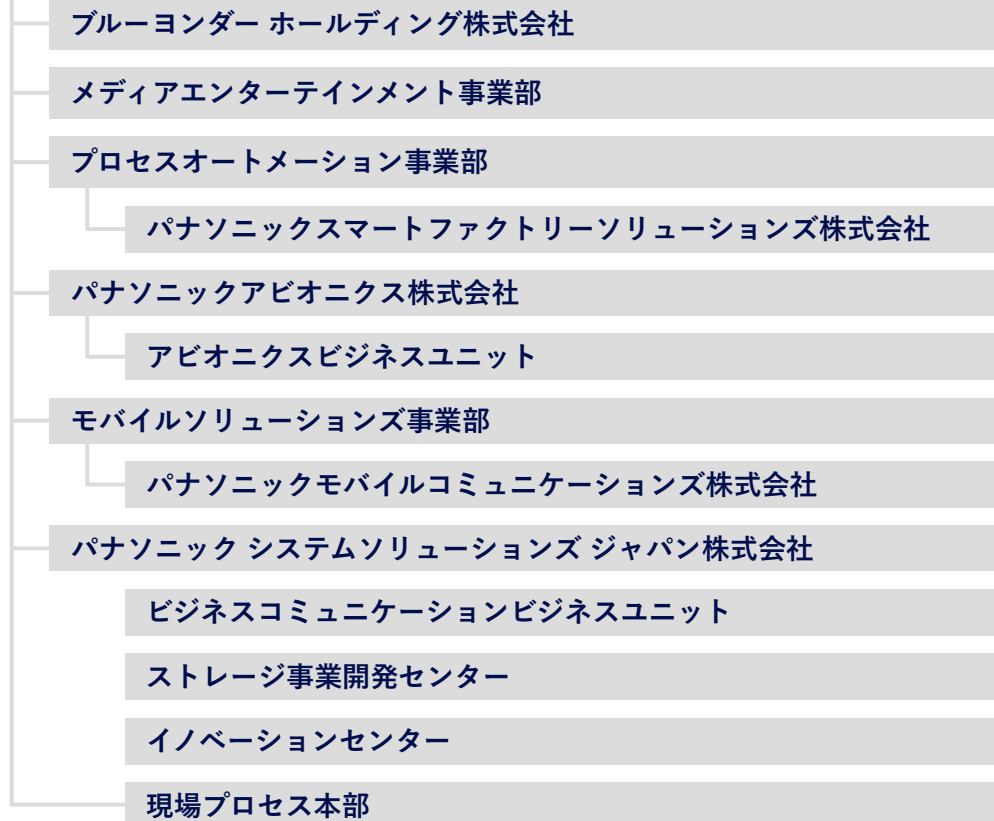 ブルーヨンダー ホールディング株式会社
メディアエンターテインメント事業部
プロセスオートメーション事業部
パナソニックスマートファクトリーソリューションズ株式会社
パナソニックアビオニクス株式会社
アビオニクスビジネスユニット
モバイルソリューションズ事業部
パナソニックモバイルコミュニケーションズ株式会社
パナソニック システムソリューションズ ジャパン株式会社
ビジネスコミュニケーションビジネスユニット
ストレージ事業開発センター
イノベーションセンター
現場プロセス本部